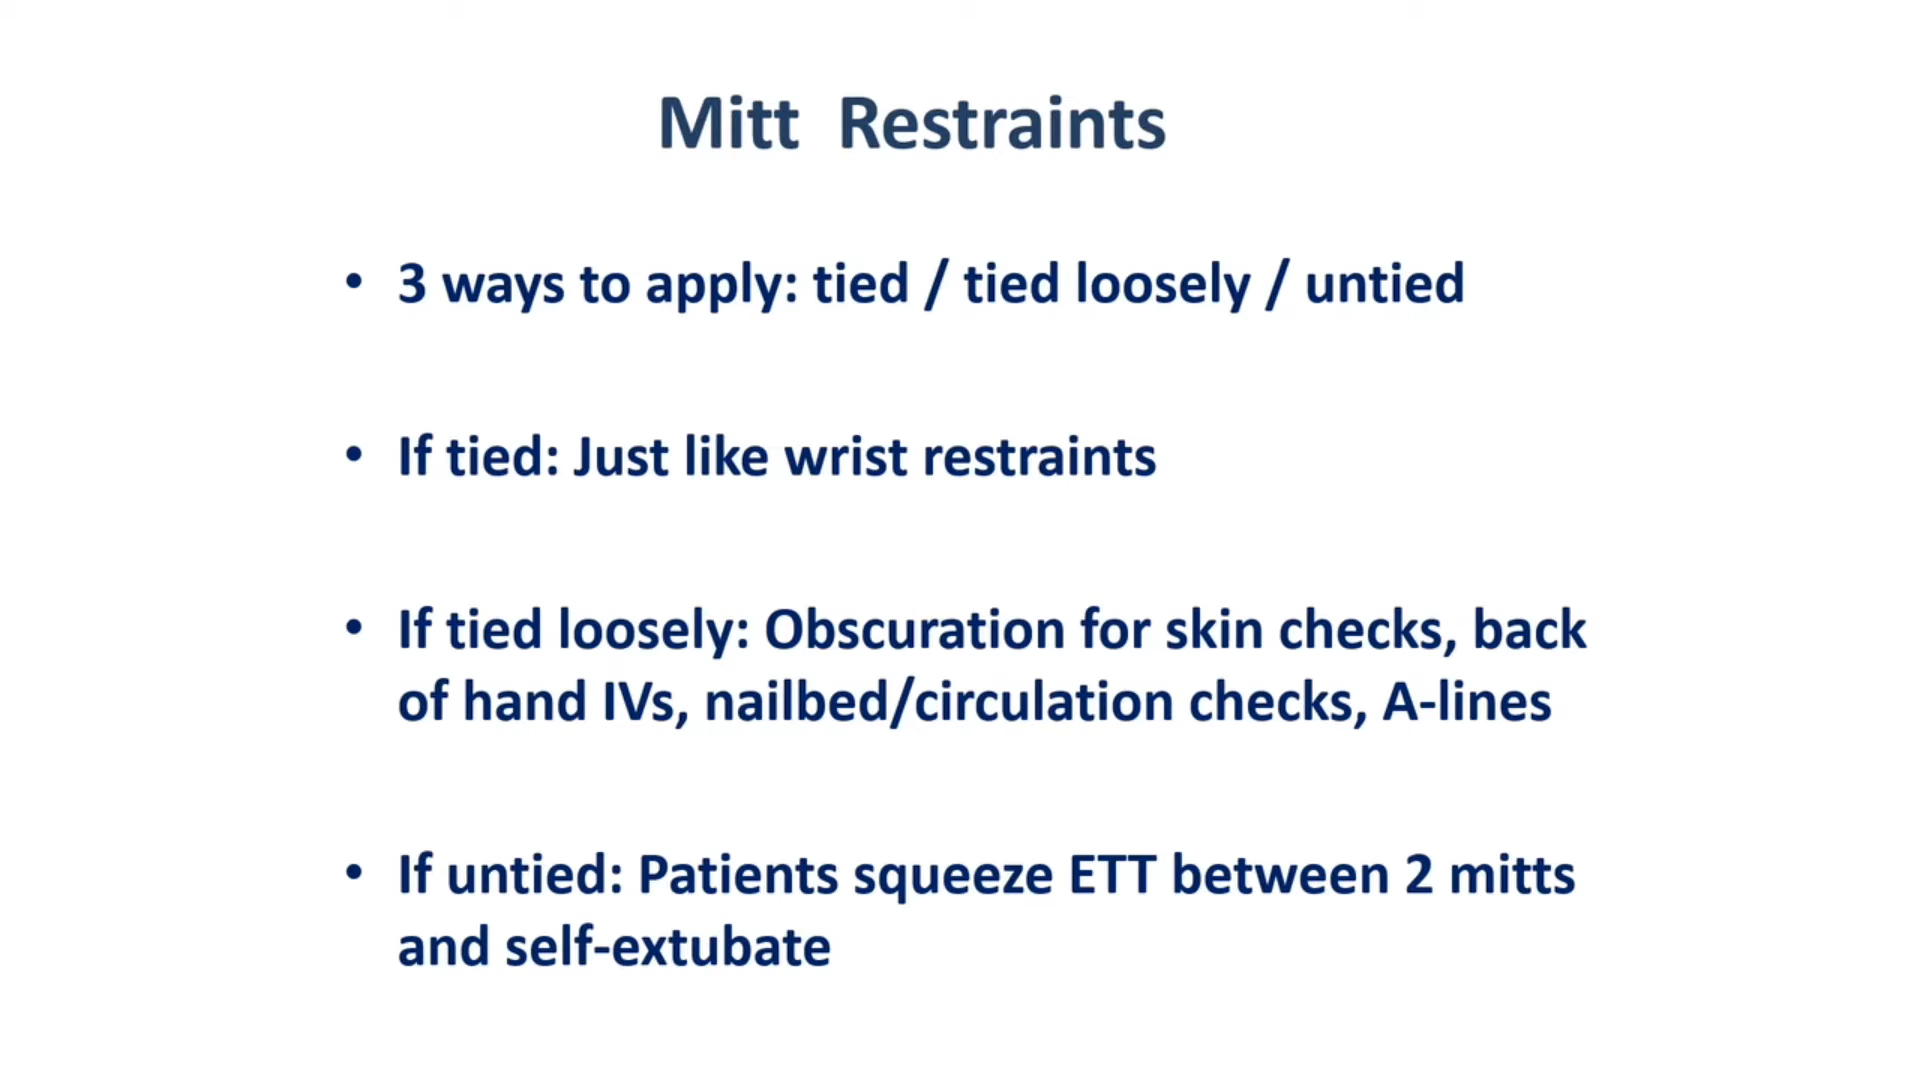 Mitt Restraints
• 3 ways to apply: tied / tied loosely / untied
• If tied: Just like wrist restraints
• If tied loosely: Obscuration for skin checks, back
of hand IVs, nailbed/circulation checks, A-lines
• If untied: Patients squeeze ETT between 2 mitts
and self-extubate